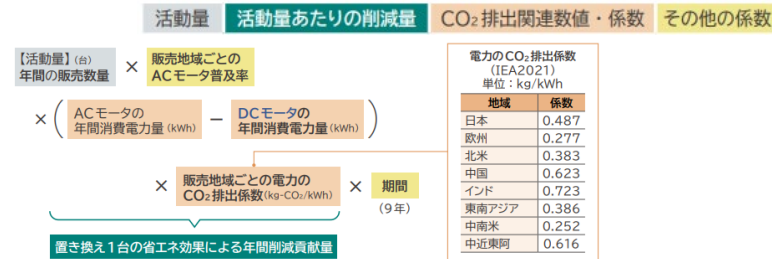 活動量 活動量あたりの削減量 CO₂排出関連数値・係数 その他の係数
【活動量】(台)
年間の販売数量
×
販売地域ごとの
ACモータ普及率
×
(
ACモータの
年間消費電力量(kWh)
−
DCモータの
年間消費電力量(kWh)
)
×
販売地域ごとの電力の
CO₂排出係数(kg-CO₂/kWh)
×
期間
(9年)
置き換え1台の省エネ効果による年間削減貢献量
電力のCO₂排出係数
(IEA2021)
単位：kg/kWh
地域 係数
日本 0.487
欧州 0.277
北米 0.383
中国 0.623
インド 0.723
東南アジア 0.386
中南米 0.252
中近東阿 0.616